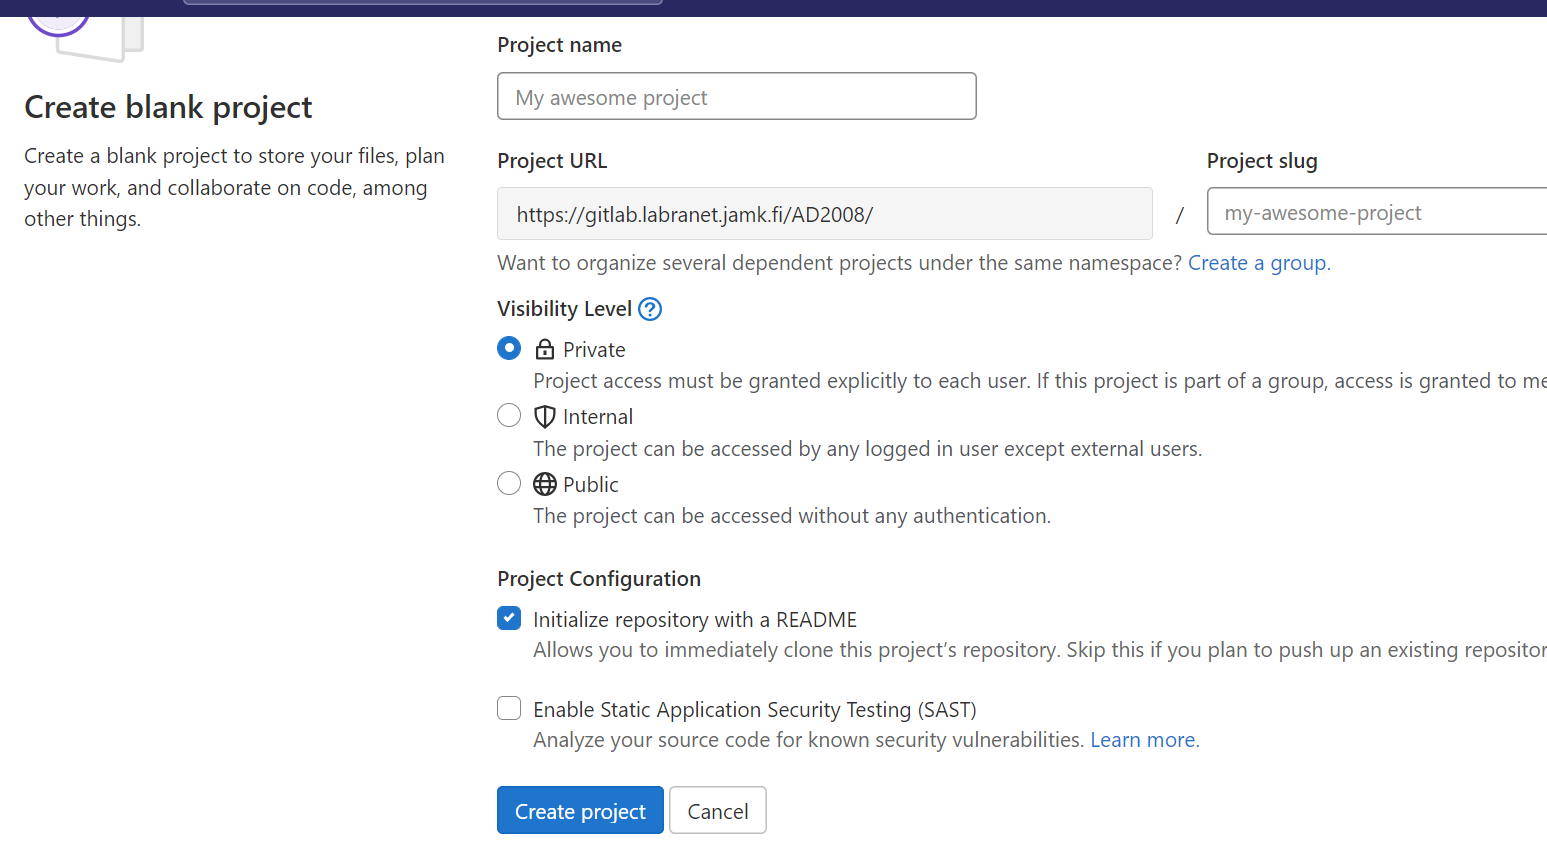 Create blank project
Create a blank project to store your files, plan
your work, and collaborate on code, among
other things.
Project name
My awesome project
Project URL
Project slug
https://gitlab.labranet.jamk.fi/AD2008/
/
my-awesome-project
Want to organize several dependent projects under the same namespace? Create a group.
Visibility Level
Private
Project access must be granted explicitly to each user. If this project is part of a group, access is granted to me
Internal
The project can be accessed by any logged in user except external users.
Public
The project can be accessed without any authentication.
Project Configuration
Initialize repository with a README
Allows you to immediately clone this project’s repository. Skip this if you plan to push up an existing repositor
Enable Static Application Security Testing (SAST)
Analyze your source code for known security vulnerabilities. Learn more.
Create project
Cancel